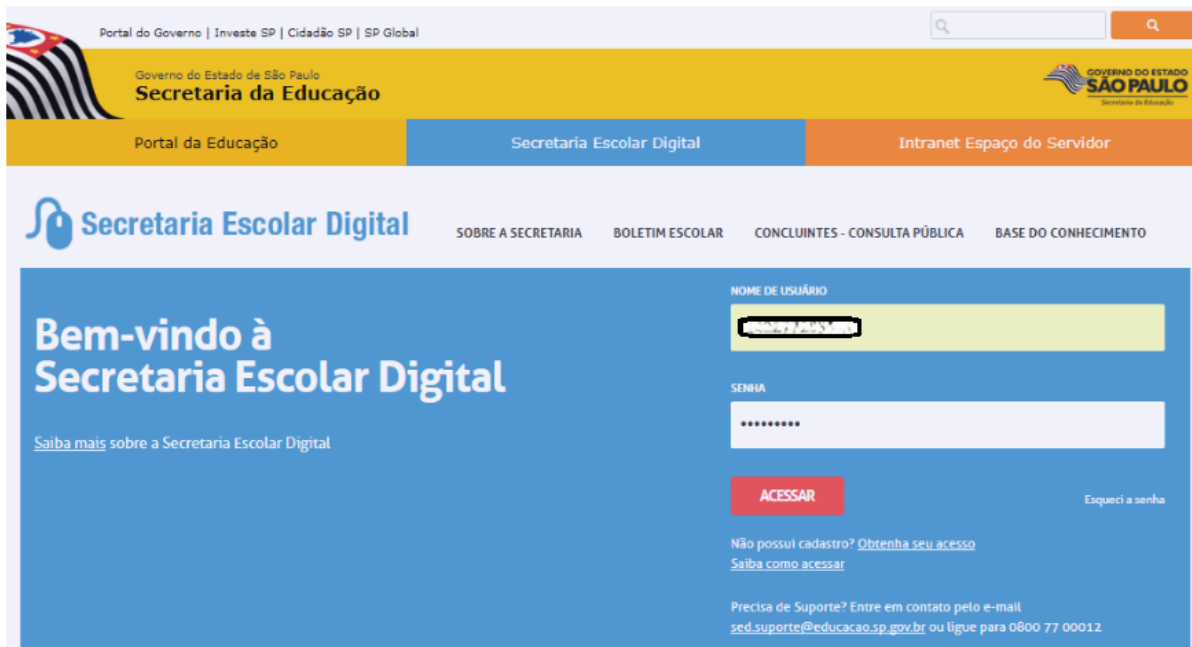 Portal do Governo | Investe SP | Cidadão SP | SP Global
Governo do Estado de São Paulo
Secretaria da Educação
GOVERNO DO ESTADO
SÃO PAULO
Secretaria da Educação
Portal da Educação
Secretaria Escolar Digital
Intranet Espaço do Servidor
Secretaria Escolar Digital
SOBRE A SECRETARIA
BOLETIM ESCOLAR
CONCLUINTES - CONSULTA PÚBLICA
BASE DO CONHECIMENTO
Bem-vindo à
Secretaria Escolar Digital
Saiba mais sobre a Secretaria Escolar Digital
NOME DE USUÁRIO
SENHA
•••••••••
ACESSAR
Esqueci a senha
Não possui cadastro? Obtenha seu acesso
Saiba como acessar
Precisa de Suporte? Entre em contato pelo e-mail
sed.suporte@educacao.sp.gov.br ou ligue para 0800 77 00012